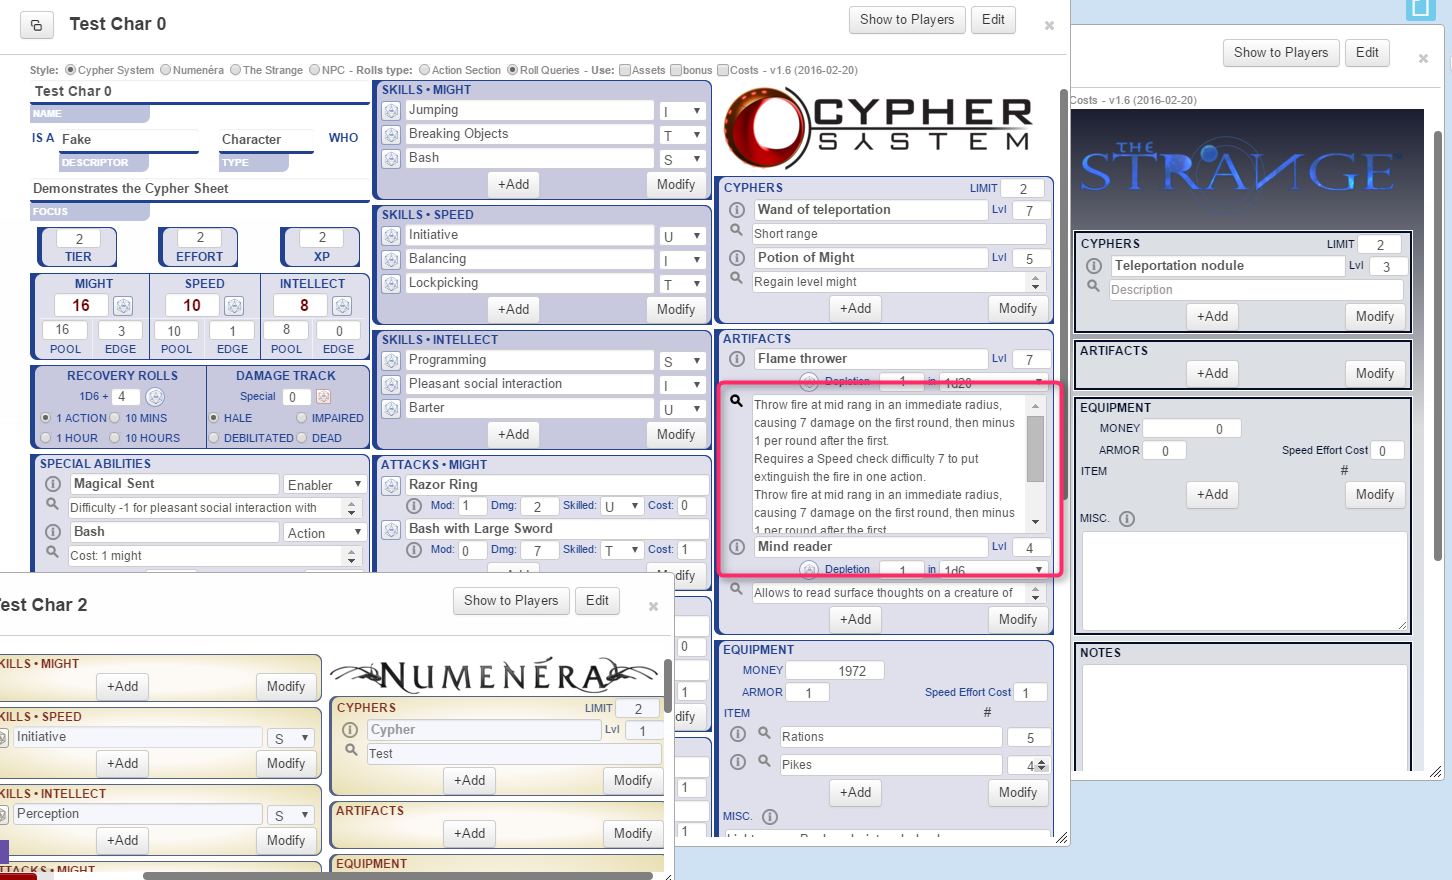 Test Char 0
Show to Players
Edit
Style: Cypher System Numenéra The Strange NPC - Rolls type: Action Section Roll Queries - Use: Assets bonus Costs - v1.6 (2016-02-20)
Test Char 0
NAME
IS A Fake Character WHO
DESCRIPTOR TYPE
Demonstrates the Cypher Sheet
FOCUS
2 2 2
TIER EFFORT XP
MIGHT SPEED INTELLECT
16 10 8
16 3 10 1 8 0
POOL EDGE POOL EDGE POOL EDGE
RECOVERY ROLLS DAMAGE TRACK
1D6 + 4 Special 0
1 ACTION 10 MINS HALE IMPAIRED
1 HOUR 10 HOURS DEBILITATED DEAD
SPECIAL ABILITIES
Magical Sent Enabler
Difficulty -1 for pleasant social interaction with
Bash Action
Cost: 1 might
SKILLS • MIGHT
Jumping I
Breaking Objects T
Bash S
+Add Modify
SKILLS • SPEED
Initiative U
Balancing I
Lockpicking T
+Add Modify
SKILLS • INTELLECT
Programming S
Pleasant social interaction I
Barter U
+Add Modify
ATTACKS • MIGHT
Razor Ring
Mod: 1 Dmg: 2 Skilled: U Cost: 0
Bash with Large Sword
Mod: 0 Dmg: 7 Skilled: T Cost: 1
dify
0
1
dify
1
1
CYPHER
SYSTEM
CYPHERS LIMIT 2
Wand of teleportation Lvl 7
Short range
Potion of Might Lvl 5
Regain level might
+Add Modify
ARTIFACTS
Flame thrower Lvl 7
Depletion 1 in 1d20
Throw fire at mid rang in an immediate radius,
causing 7 damage on the first round, then minus
1 per round after the first.
Requires a Speed check difficulty 7 to put
extinguish the fire in one action.
Throw fire at mid rang in an immediate radius,
causing 7 damage on the first round, then minus
1 per round after the first
Mind reader Lvl 4
Depletion 1 in 1d6
Allows to read surface thoughts on a creature of
+Add Modify
EQUIPMENT
MONEY 1972
ARMOR 1 Speed Effort Cost 1
ITEM #
Rations 5
Pikes 4
+Add Modify
MISC.
Show to Players
Edit
Costs - v1.6 (2016-02-20)
THE
STRANGE
CYPHERS LIMIT 2
Teleportation nodule Lvl 3
Description
+Add Modify
ARTIFACTS
+Add Modify
EQUIPMENT
MONEY 0
ARMOR 0 Speed Effort Cost 0
ITEM #
+Add Modify
MISC.
NOTES
est Char 2
Show to Players
Edit
KILLS • MIGHT
+Add Modify
KILLS • SPEED
Initiative S
+Add Modify
KILLS • INTELLECT
Perception S
+Add Modify
TTACKS • MIGHT
NUMENÉRA
CYPHERS LIMIT 2
Cypher Lvl 1
Test
+Add Modify
ARTIFACTS
+Add Modify
EQUIPMENT